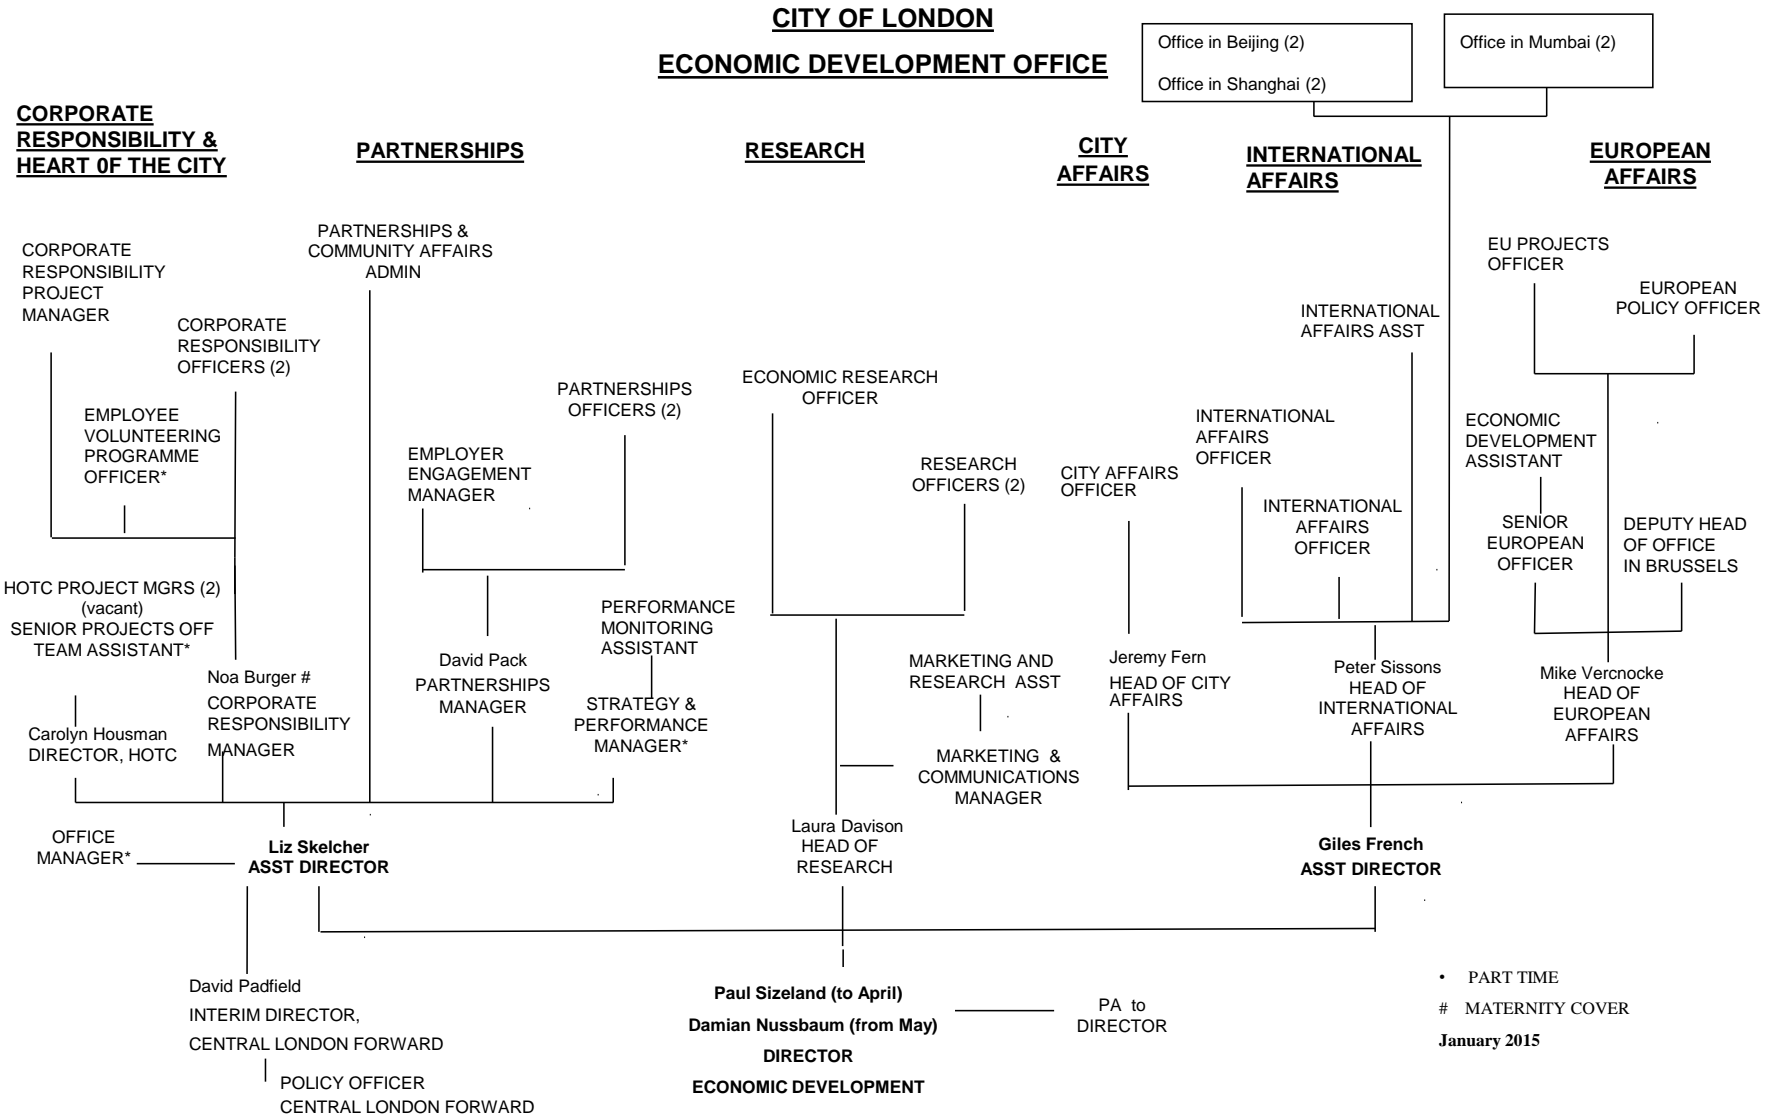 CITY OF LONDON
ECONOMIC DEVELOPMENT OFFICE
Office in Beijing (2)
Office in Shanghai (2)
Office in Mumbai (2)
CORPORATE
RESPONSIBILITY &
HEART 0F THE CITY
PARTNERSHIPS
RESEARCH
CITY
AFFAIRS
INTERNATIONAL
AFFAIRS
EUROPEAN
AFFAIRS
CORPORATE
RESPONSIBILITY
PROJECT
MANAGER
CORPORATE
RESPONSIBILITY
OFFICERS (2)
EMPLOYEE
VOLUNTEERING
PROGRAMME
OFFICER*
HOTC PROJECT MGRS (2)
(vacant)
SENIOR PROJECTS OFF
TEAM ASSISTANT*
Noa Burger #
CORPORATE
RESPONSIBILITY
MANAGER
Carolyn Housman
DIRECTOR, HOTC
PARTNERSHIPS &
COMMUNITY AFFAIRS
ADMIN
PARTNERSHIPS
OFFICERS (2)
EMPLOYER
ENGAGEMENT
MANAGER
David Pack
PARTNERSHIPS
MANAGER
PERFORMANCE
MONITORING
ASSISTANT
STRATEGY &
PERFORMANCE
MANAGER*
ECONOMIC RESEARCH
OFFICER
RESEARCH
OFFICERS (2)
MARKETING AND
RESEARCH ASST
MARKETING &
COMMUNICATIONS
MANAGER
Laura Davison
HEAD OF
RESEARCH
CITY AFFAIRS
OFFICER
Jeremy Fern
HEAD OF CITY
AFFAIRS
INTERNATIONAL
AFFAIRS ASST
INTERNATIONAL
AFFAIRS
OFFICER
INTERNATIONAL
AFFAIRS
OFFICER
Peter Sissons
HEAD OF
INTERNATIONAL
AFFAIRS
EU PROJECTS
OFFICER
EUROPEAN
POLICY OFFICER
ECONOMIC
DEVELOPMENT
ASSISTANT
SENIOR
EUROPEAN
OFFICER
DEPUTY HEAD
OF OFFICE
IN BRUSSELS
Mike Vercnocke
HEAD OF
EUROPEAN
AFFAIRS
OFFICE
MANAGER*
Liz Skelcher
ASST DIRECTOR
Giles French
ASST DIRECTOR
David Padfield
INTERIM DIRECTOR,
CENTRAL LONDON FORWARD
POLICY OFFICER
CENTRAL LONDON FORWARD
Paul Sizeland (to April)
Damian Nussbaum (from May)
DIRECTOR
ECONOMIC DEVELOPMENT
PA to
DIRECTOR
• PART TIME
# MATERNITY COVER
January 2015